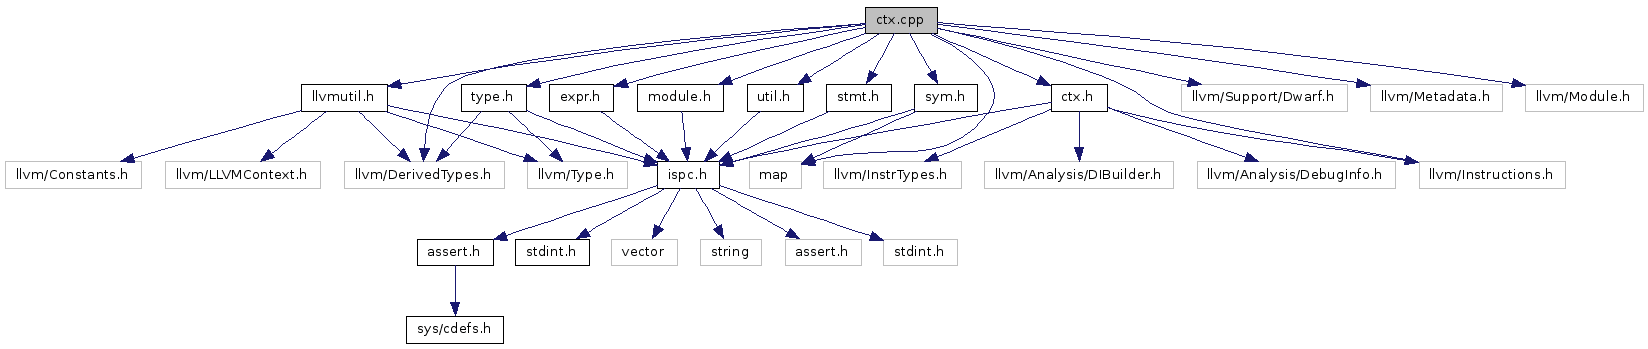 ctx.cpp
llvmutil.h
type.h
expr.h
module.h
util.h
stmt.h
sym.h
ctx.h
llvm/Support/Dwarf.h
llvm/Metadata.h
llvm/Module.h
llvm/Constants.h
llvm/LLVMContext.h
llvm/DerivedTypes.h
llvm/Type.h
ispc.h
map
llvm/InstrTypes.h
llvm/Analysis/DIBuilder.h
llvm/Analysis/DebugInfo.h
llvm/Instructions.h
assert.h
stdint.h
vector
string
assert.h
stdint.h
sys/cdefs.h